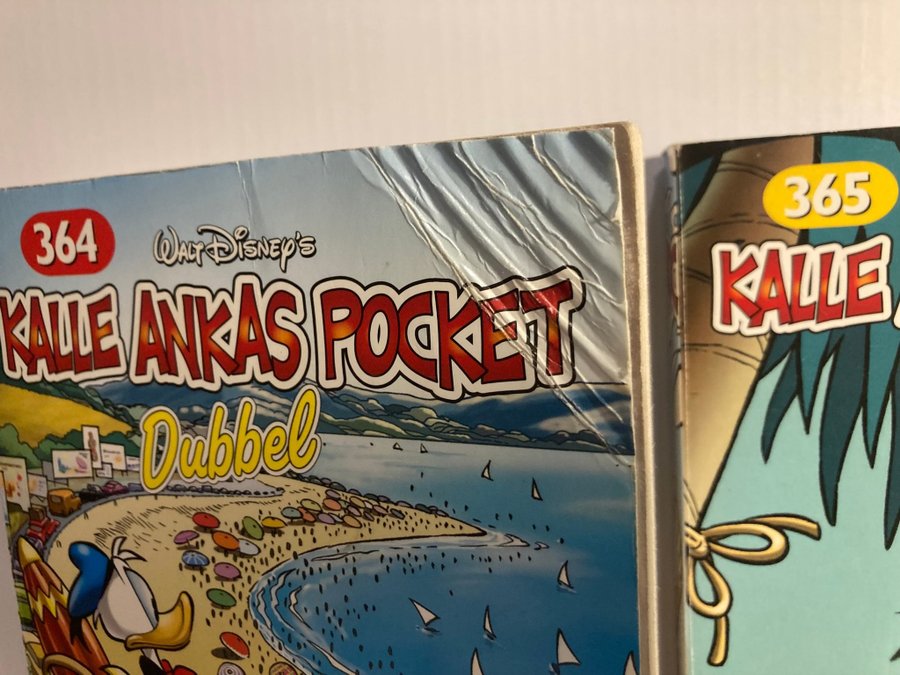 364
Walt Disney's
KALLE ANKAS POCKET
Dubbel
365
KALLE